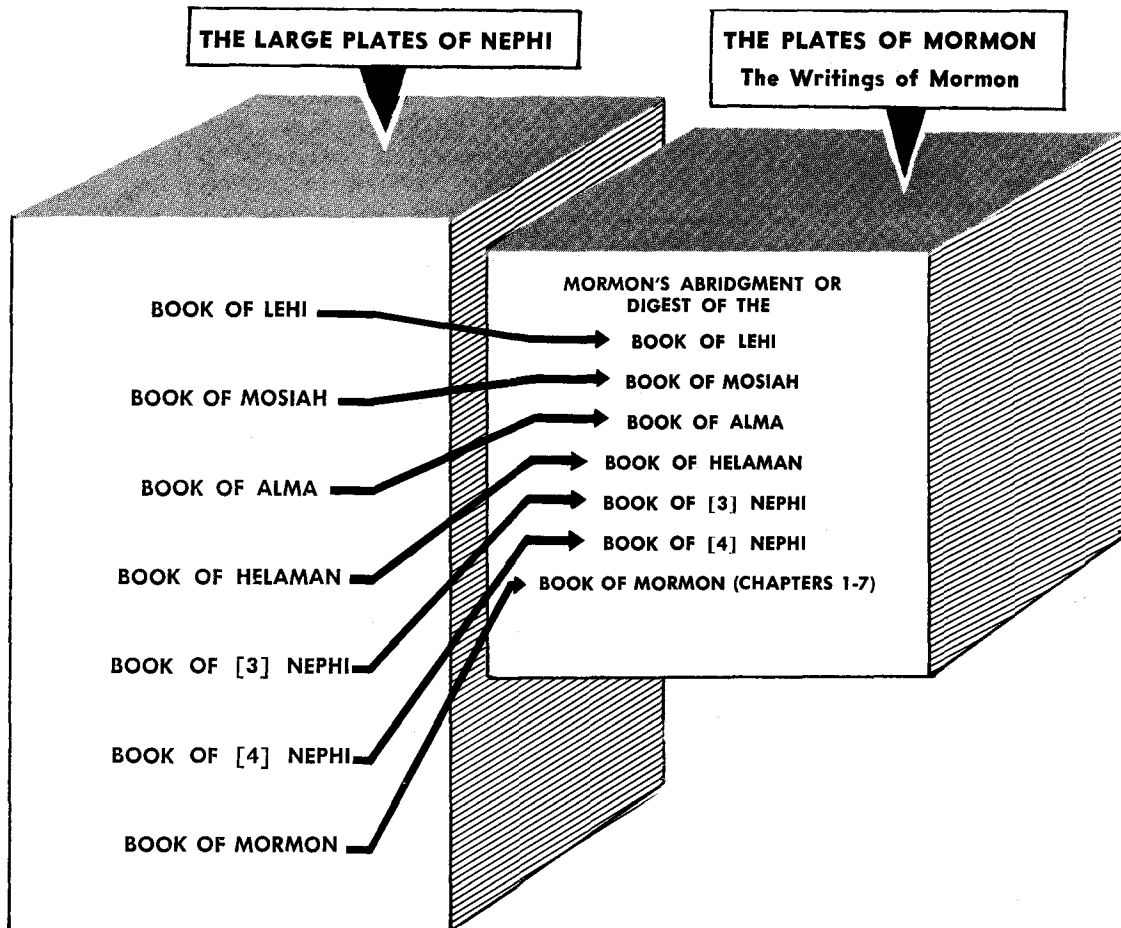 THE LARGE PLATES OF NEPHI
THE PLATES OF MORMON
The Writings of Mormon
BOOK OF LEHI
BOOK OF MOSIAH
BOOK OF ALMA
BOOK OF HELAMAN
BOOK OF [3] NEPHI
BOOK OF [4] NEPHI
BOOK OF MORMON
MORMON'S ABRIDGMENT OR
DIGEST OF THE
BOOK OF LEHI
BOOK OF MOSIAH
BOOK OF ALMA
BOOK OF HELAMAN
BOOK OF [3] NEPHI
BOOK OF [4] NEPHI
BOOK OF MORMON (CHAPTERS 1-7)